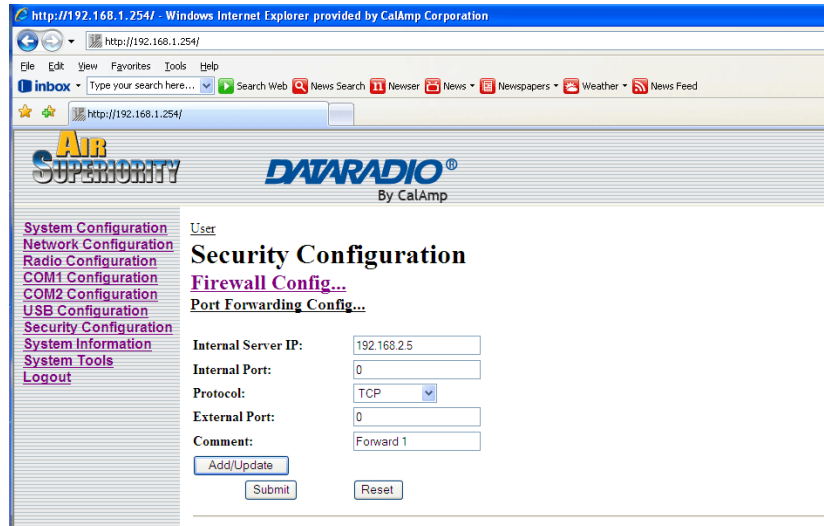 http://192.168.1.254/ - Windows Internet Explorer provided by CalAmp Corporation
http://192.168.1.254/
File Edit View Favorites Tools Help
inbox Type your search here... Search Web News Search Newser News Newspapers Weather News Feed
http://192.168.1.254/
AIR
SUPERIORITY
DATARADIO®
By CalAmp
System Configuration
Network Configuration
Radio Configuration
COM1 Configuration
COM2 Configuration
USB Configuration
Security Configuration
System Information
System Tools
Logout
User
Security Configuration
Firewall Config...
Port Forwarding Config...
Internal Server IP: 192.168.2.5
Internal Port: 0
Protocol: TCP
External Port: 0
Comment: Forward 1
Add/Update
Submit Reset